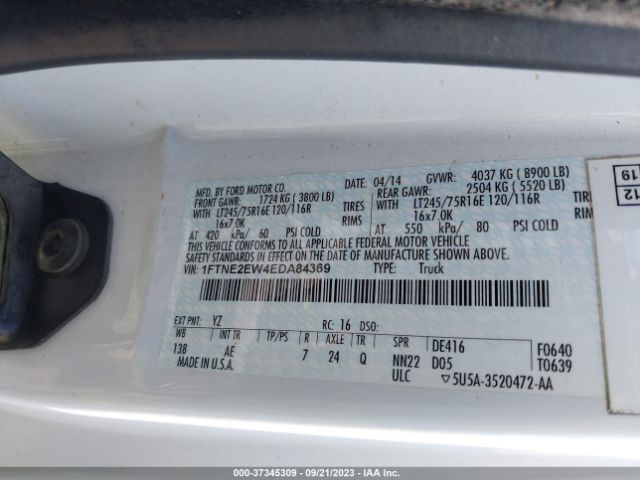 MFD. BY FORD MOTOR CO.
DATE: 04/14 GVWR: 4037 KG ( 8900 LB)
FRONT GAWR: 1724 KG ( 3800 LB) REAR GAWR: 2504 KG ( 5520 LB)
WITH LT245/75R16E 120/116R TIRES WITH LT245/75R16E 120/116R TIRES
16x7.0K RIMS 16x7.0K RIMS
AT 420 kPa/ 60 PSI COLD AT 550 kPa/ 80 PSI COLD
THIS VEHICLE CONFORMS TO ALL APPLICABLE FEDERAL MOTOR VEHICLE
SAFETY STANDARDS IN EFFECT ON THE DATE OF MANUFACTURE SHOWN ABOVE.
VIN: 1FTNE2EW4EDA84369 TYPE: Truck
EXT PNT: YZ RC: 16 DSO:
WB INT TR TP/PS R AXLE TR SPR DE416 F0640
138 AE 7 24 Q NN22 D05 T0639
MADE IN U.S.A. ULC ▽5U5A-3520472-AA
12
19
000-37345309 - 09/21/2023 - IAA Inc.